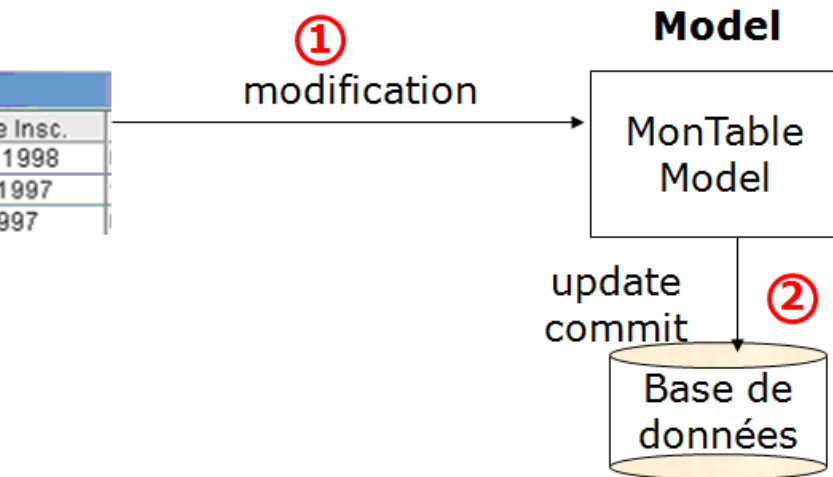 Model
①
modification
e Insc.
1998
1997
997
MonTable
Model
update
commit
②
Base de
données